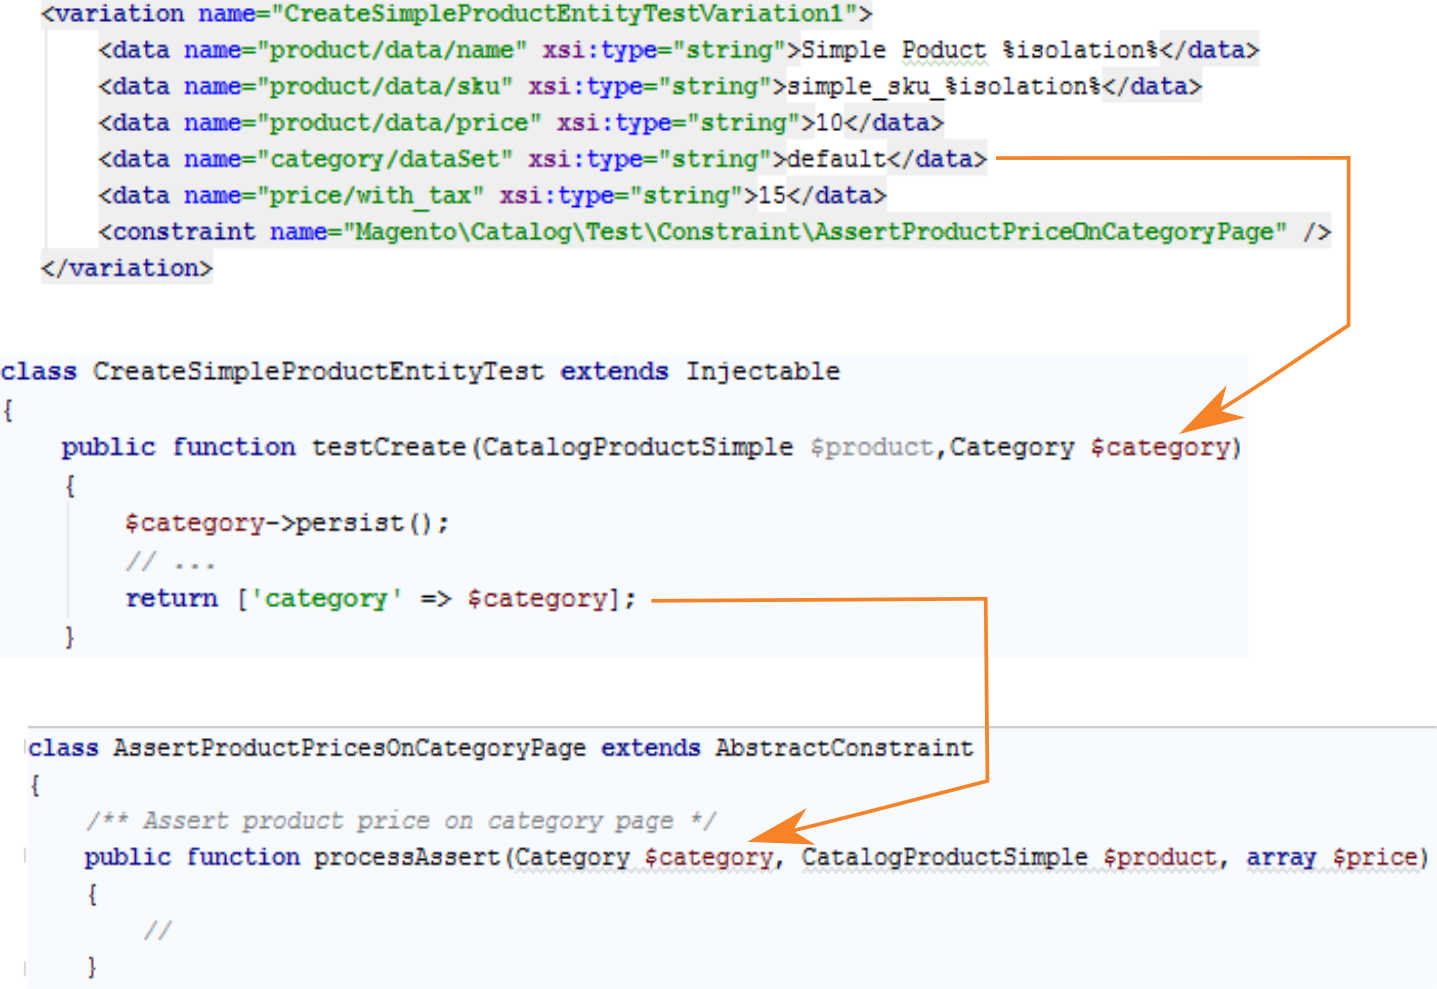 <variation name="CreateSimpleProductEntityTestVariation1">
<data name="product/data/name" xsi:type="string">Simple Poduct %isolation%</data>
<data name="product/data/sku" xsi:type="string">simple_sku_%isolation%</data>
<data name="product/data/price" xsi:type="string">10</data>
<data name="category/dataSet" xsi:type="string">default</data>
<data name="price/with_tax" xsi:type="string">15</data>
<constraint name="Magento\Catalog\Test\Constraint\AssertProductPriceOnCategoryPage" />
</variation>
class CreateSimpleProductEntityTest extends Injectable
{
public function testCreate(CatalogProductSimple $product,Category $category)
{
$category->persist();
// ...
return ['category' => $category];
}
class AssertProductPricesOnCategoryPage extends AbstractConstraint
{
/** Assert product price on category page */
public function processAssert(Category $category, CatalogProductSimple $product, array $price)
{
//
}